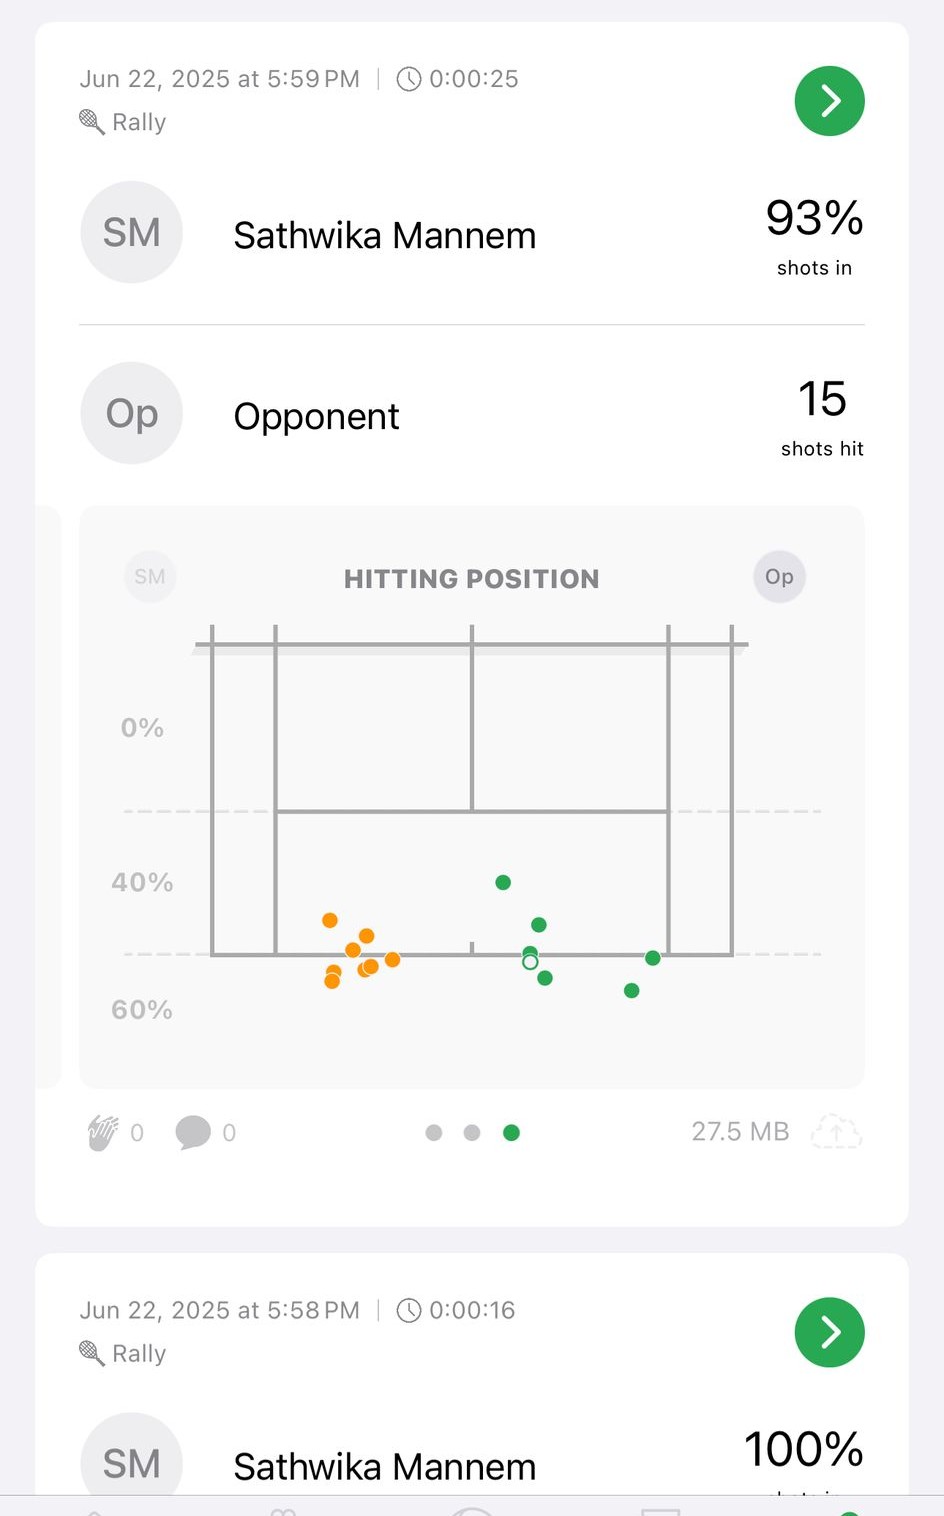 Jun 22, 2025 at 5:59 PM | 0:00:25
Rally
SM Sathwika Mannem 93%
shots in
Op Opponent 15
shots hit
SM HITTING POSITION Op
0%
40%
60%
0 0 27.5 MB
Jun 22, 2025 at 5:58 PM | 0:00:16
Rally
SM Sathwika Mannem 100%